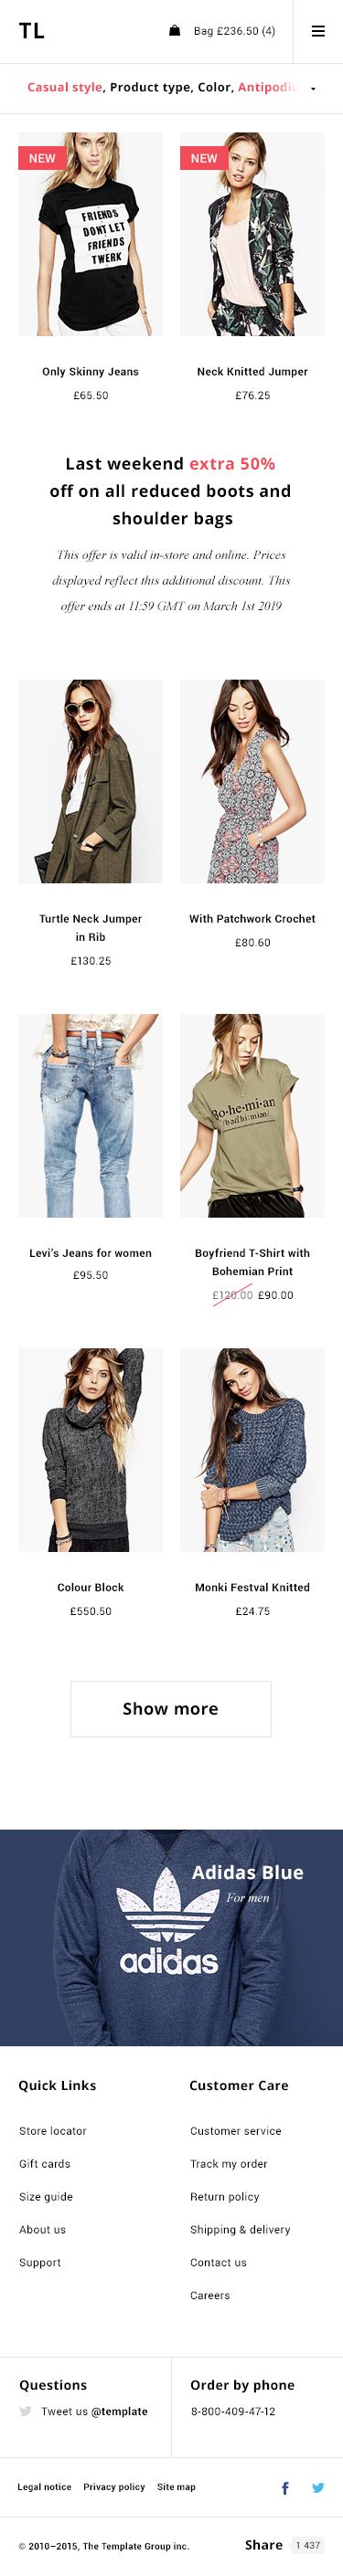 TL
Bag £236.50 (4)
Casual style, Product type, Color, Antipodiu
NEW
NEW
FRIENDS
DONT LET
FRIENDS
TWERK
Only Skinny Jeans
£65.50
Neck Knitted Jumper
£76.25
Last weekend extra 50%
off on all reduced boots and
shoulder bags
This offer is valid in-store and online. Prices
displayed reflect this additional discount. This
offer ends at 11:59 GMT on March 1st 2019
Turtle Neck Jumper
in Rib
£130.25
With Patchwork Crochet
£80.60
Bo·he·mi·an
Levi's Jeans for women
£95.50
Boyfriend T-Shirt with
Bohemian Print
£120.00 £90.00
Colour Block
£550.50
Monki Festval Knitted
£24.75
Show more
Adidas Blue
For men
adidas
Quick Links
Store locator
Gift cards
Size guide
About us
Support
Customer Care
Customer service
Track my order
Return policy
Shipping & delivery
Contact us
Careers
Questions
Tweet us @template
Order by phone
8-800-409-47-12
Legal notice Privacy policy Site map
© 2010–2015, The Template Group inc.
Share 1 437